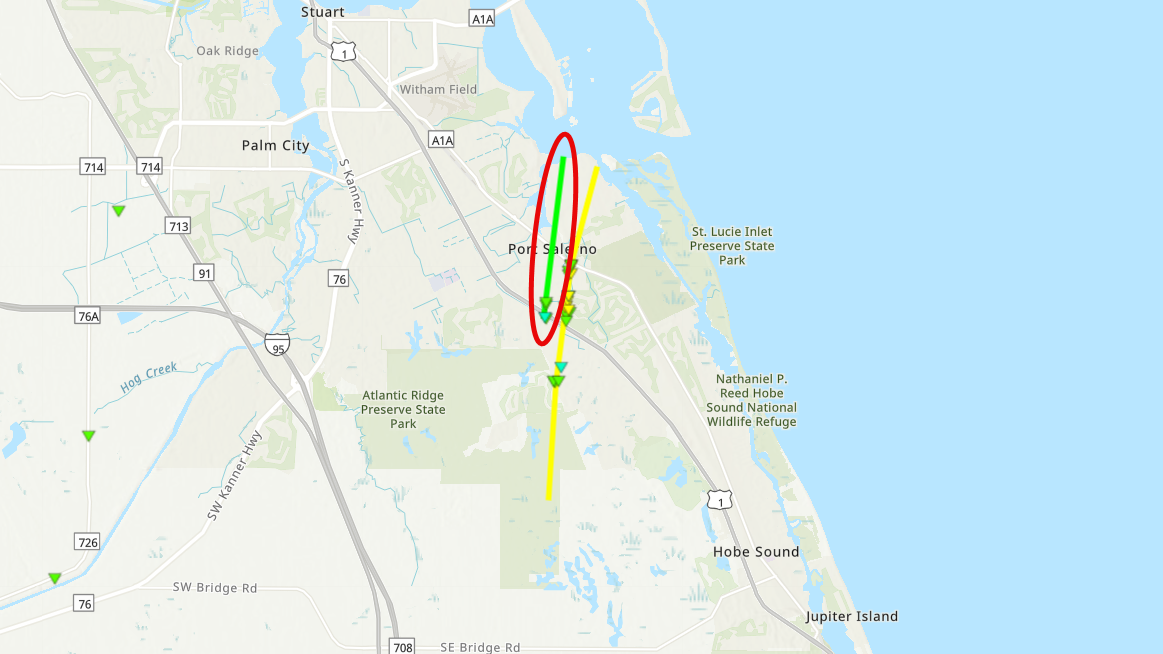 Stuart
A1A
Oak Ridge
1
Witham Field
A1A
Palm City
714
714
S Kanner Hwy
713
St. Lucie Inlet
Preserve State
Park
Port Salerno
91
76
76A
95
Hog Creek
Atlantic Ridge
Preserve State
Park
Nathaniel P.
Reed Hobe
Sound National
Wildlife Refuge
SW Kanner Hwy
1
726
Hobe Sound
76
SW Bridge Rd
Jupiter Island
708
SE Bridge Rd